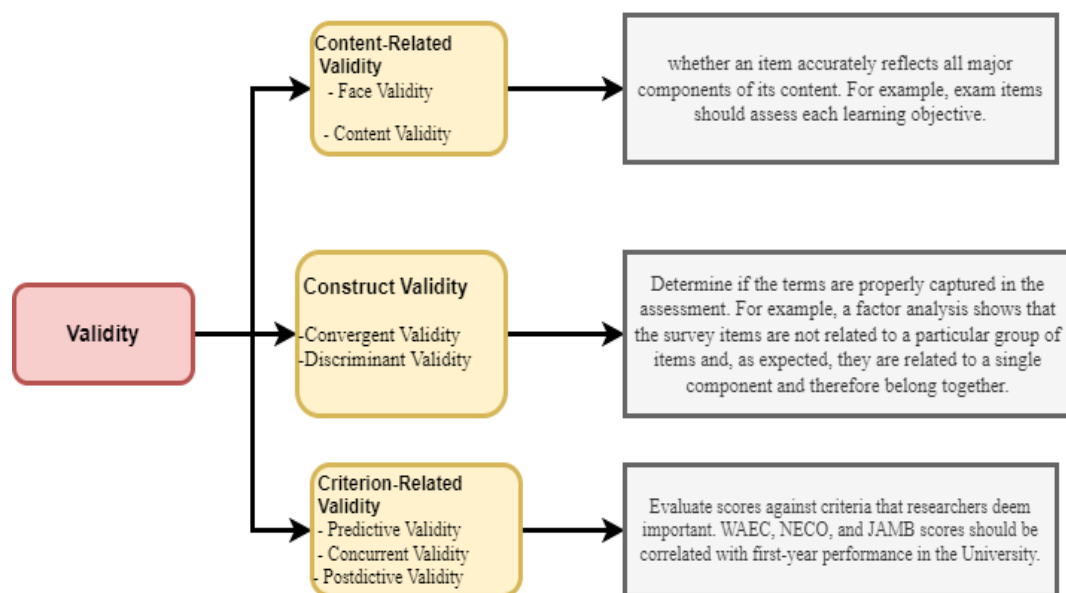 Content-Related
Validity
- Face Validity
- Content Validity
whether an item accurately reflects all major
components of its content. For example, exam items
should assess each learning objective.
Validity
Construct Validity
-Convergent Validity
-Discriminant Validity
Determine if the terms are properly captured in the
assessment. For example, a factor analysis shows that
the survey items are not related to a particular group of
items and, as expected, they are related to a single
component and therefore belong together.
Criterion-Related
Validity
- Predictive Validity
- Concurrent Validity
- Postdictive Validity
Evaluate scores against criteria that researchers deem
important. WAEC, NECO, and JAMB scores should be
correlated with first-year performance in the University.